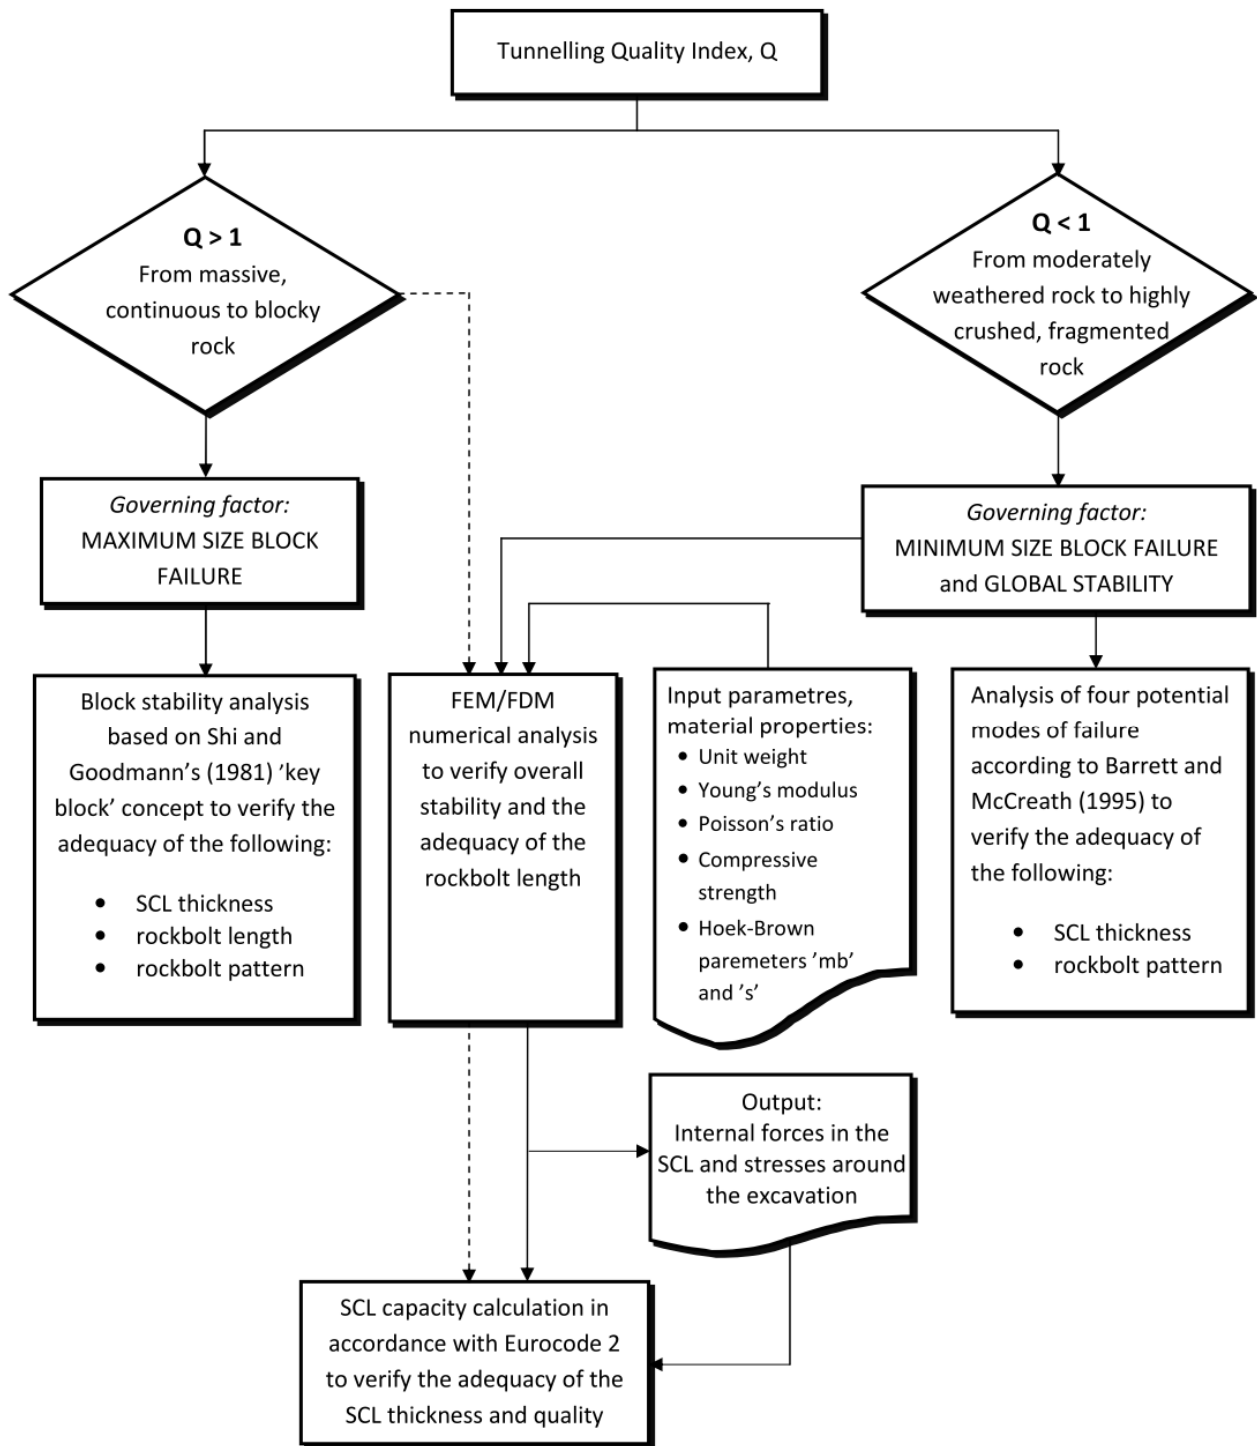 Tunnelling Quality Index, Q
Q > 1
From massive,
continuous to blocky
rock
Q < 1
From moderately
weathered rock to highly
crushed, fragmented
rock
Governing factor:
MAXIMUM SIZE BLOCK
FAILURE
Governing factor:
MINIMUM SIZE BLOCK FAILURE
and GLOBAL STABILITY
Block stability analysis
based on Shi and
Goodmann’s (1981) ’key
block’ concept to verify the
adequacy of the following:
• SCL thickness
• rockbolt length
• rockbolt pattern
FEM/FDM
numerical analysis
to verify overall
stability and the
adequacy of the
rockbolt length
Input parametres,
material properties:
• Unit weight
• Young’s modulus
• Poisson’s ratio
• Compressive
strength
• Hoek-Brown
paremeters ’mb’
and ’s’
Analysis of four potential
modes of failure
according to Barrett and
McCreath (1995) to
verify the adequacy of
the following:
• SCL thickness
• rockbolt pattern
Output:
Internal forces in the
SCL and stresses around
the excavation
SCL capacity calculation in
accordance with Eurocode 2
to verify the adequacy of the
SCL thickness and quality